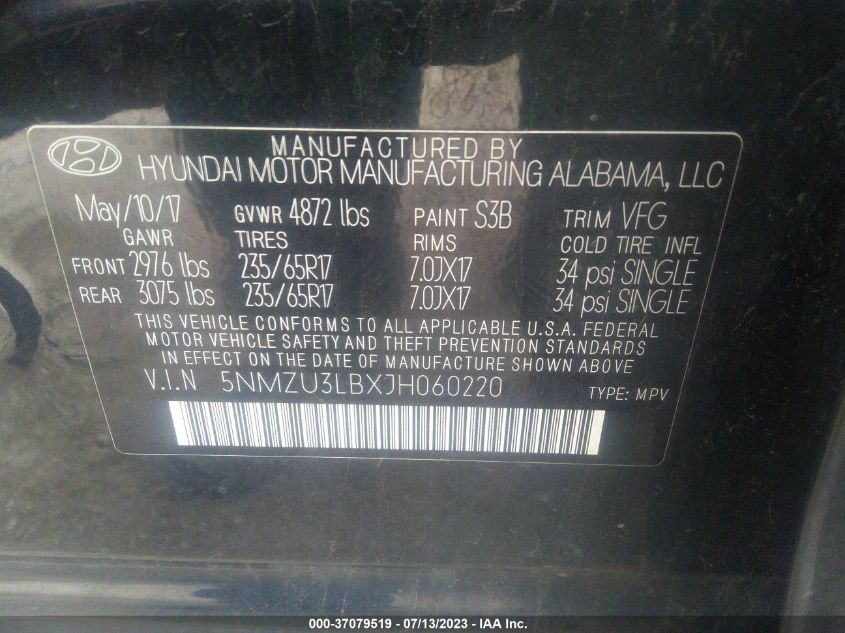 MANUFACTURED BY
HYUNDAI MOTOR MANUFACTURING ALABAMA, LLC
May/10/17 GVWR 4872 lbs PAINT S3B TRIM VFG
GAWR TIRES RIMS COLD TIRE INFL
FRONT 2976 lbs 235/65R17 7.0JX17 34 psi SINGLE
REAR 3075 lbs 235/65R17 7.0JX17 34 psi SINGLE
THIS VEHICLE CONFORMS TO ALL APPLICABLE U.S.A. FEDERAL
MOTOR VEHICLE SAFETY AND THEFT PREVENTION STANDARDS
IN EFFECT ON THE DATE OF MANUFACTURE SHOWN ABOVE.
V.I.N 5NMZU3LBXJH060220 TYPE: MPV
000-37079519 - 07/13/2023 - IAA Inc.